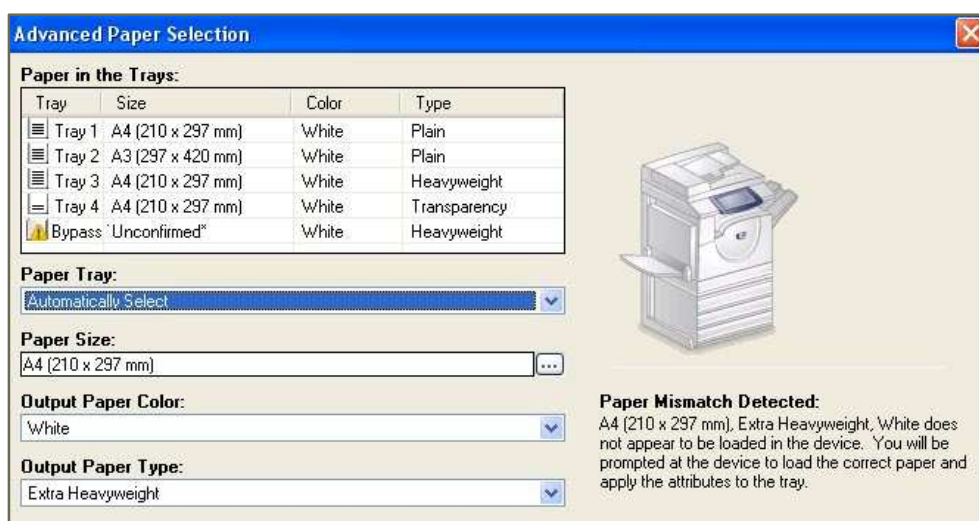 Advanced Paper Selection
Paper in the Trays:
Tray Size Color Type
Tray 1 A4 (210 x 297 mm) White Plain
Tray 2 A3 (297 x 420 mm) White Plain
Tray 3 A4 (210 x 297 mm) White Heavyweight
Tray 4 A4 (210 x 297 mm) White Transparency
Bypass *Unconfirmed* White Heavyweight
Paper Tray:
Automatically Select
Paper Size:
A4 (210 x 297 mm)
...
Output Paper Color:
White
Output Paper Type:
Extra Heavyweight
Paper Mismatch Detected:
A4 (210 x 297 mm), Extra Heavyweight, White does
not appear to be loaded in the device. You will be
prompted at the device to load the correct paper and
apply the attributes to the tray.